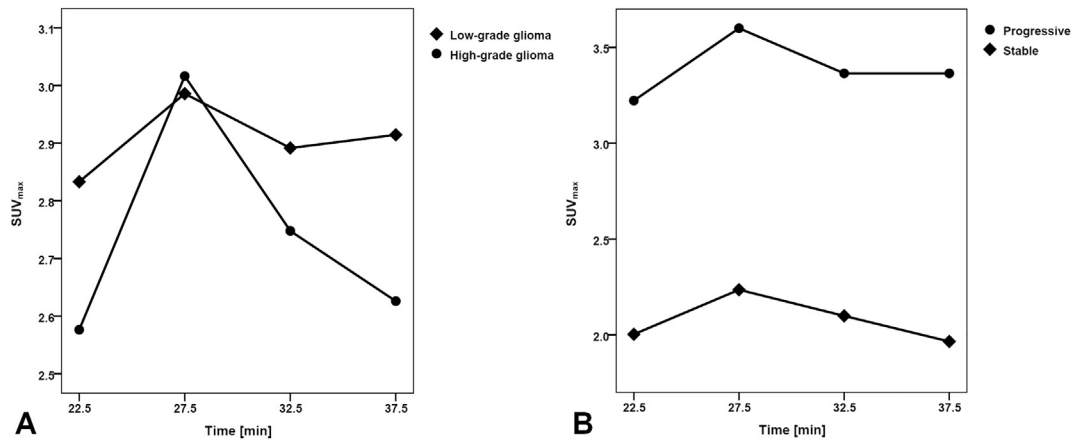 3.1
3.0
2.9
2.8
2.7
2.6
2.5
SUVmax
22.5 27.5 32.5 37.5
Time [min]
Low-grade glioma
High-grade glioma
A
3.5
3.0
2.5
2.0
SUVmax
22.5 27.5 32.5 37.5
Time [min]
Progressive
Stable
B